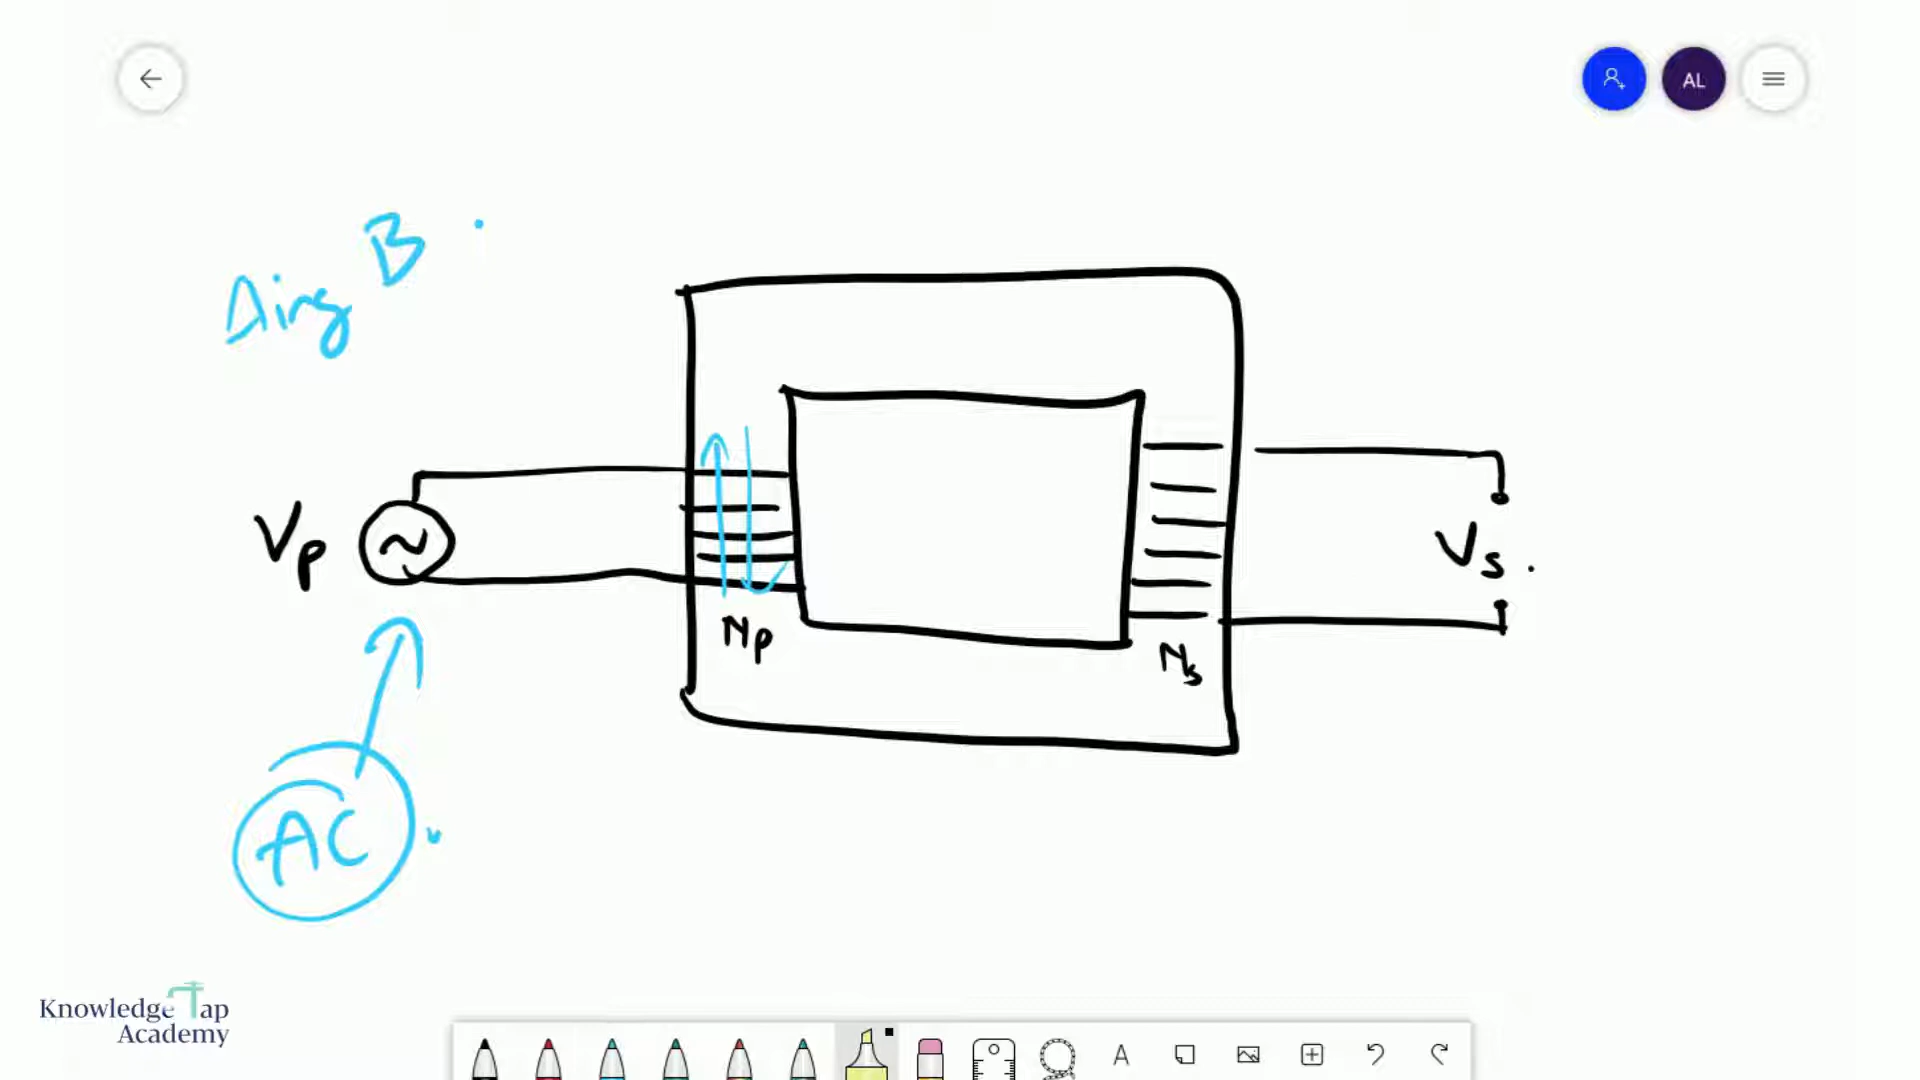 AL
Δing B
Vp
~
Np
Ns
Vs.
AC
Knowledge Tap
Academy
A